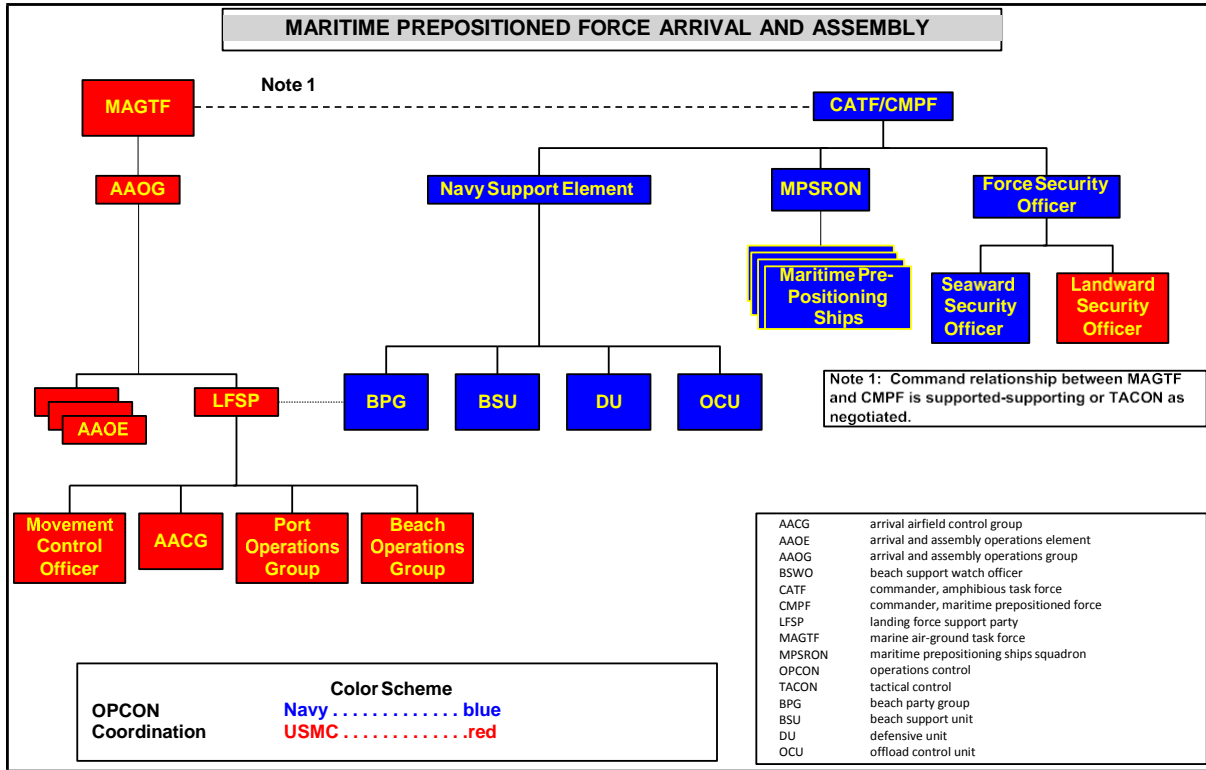 MARITIME PREPOSITIONED FORCE ARRIVAL AND ASSEMBLY
Note 1
MAGTF
CATF/CMPF
AAOG
Navy Support Element
MPSRON
Force Security
Officer
Maritime Pre-
Positioning
Ships
Seaward
Security
Officer
Landward
Security
Officer
AAOE
LFSP
BPG
BSU
DU
OCU
Note 1: Command relationship between MAGTF
and CMPF is supported-supporting or TACON as
negotiated.
Movement
Control
Officer
AACG
Port
Operations
Group
Beach
Operations
Group
AACG arrival airfield control group
AAOE arrival and assembly operations element
AAOG arrival and assembly operations group
BSWO beach support watch officer
CATF commander, amphibious task force
CMPF commander, maritime prepositioned force
LFSP landing force support party
MAGTF marine air-ground task force
MPSRON maritime prepositioning ships squadron
OPCON operations control
TACON tactical control
BPG beach party group
BSU beach support unit
DU defensive unit
OCU offload control unit
Color Scheme
OPCON Navy . . . . . . . . . . . . . blue
Coordination USMC . . . . . . . . . . . . .red